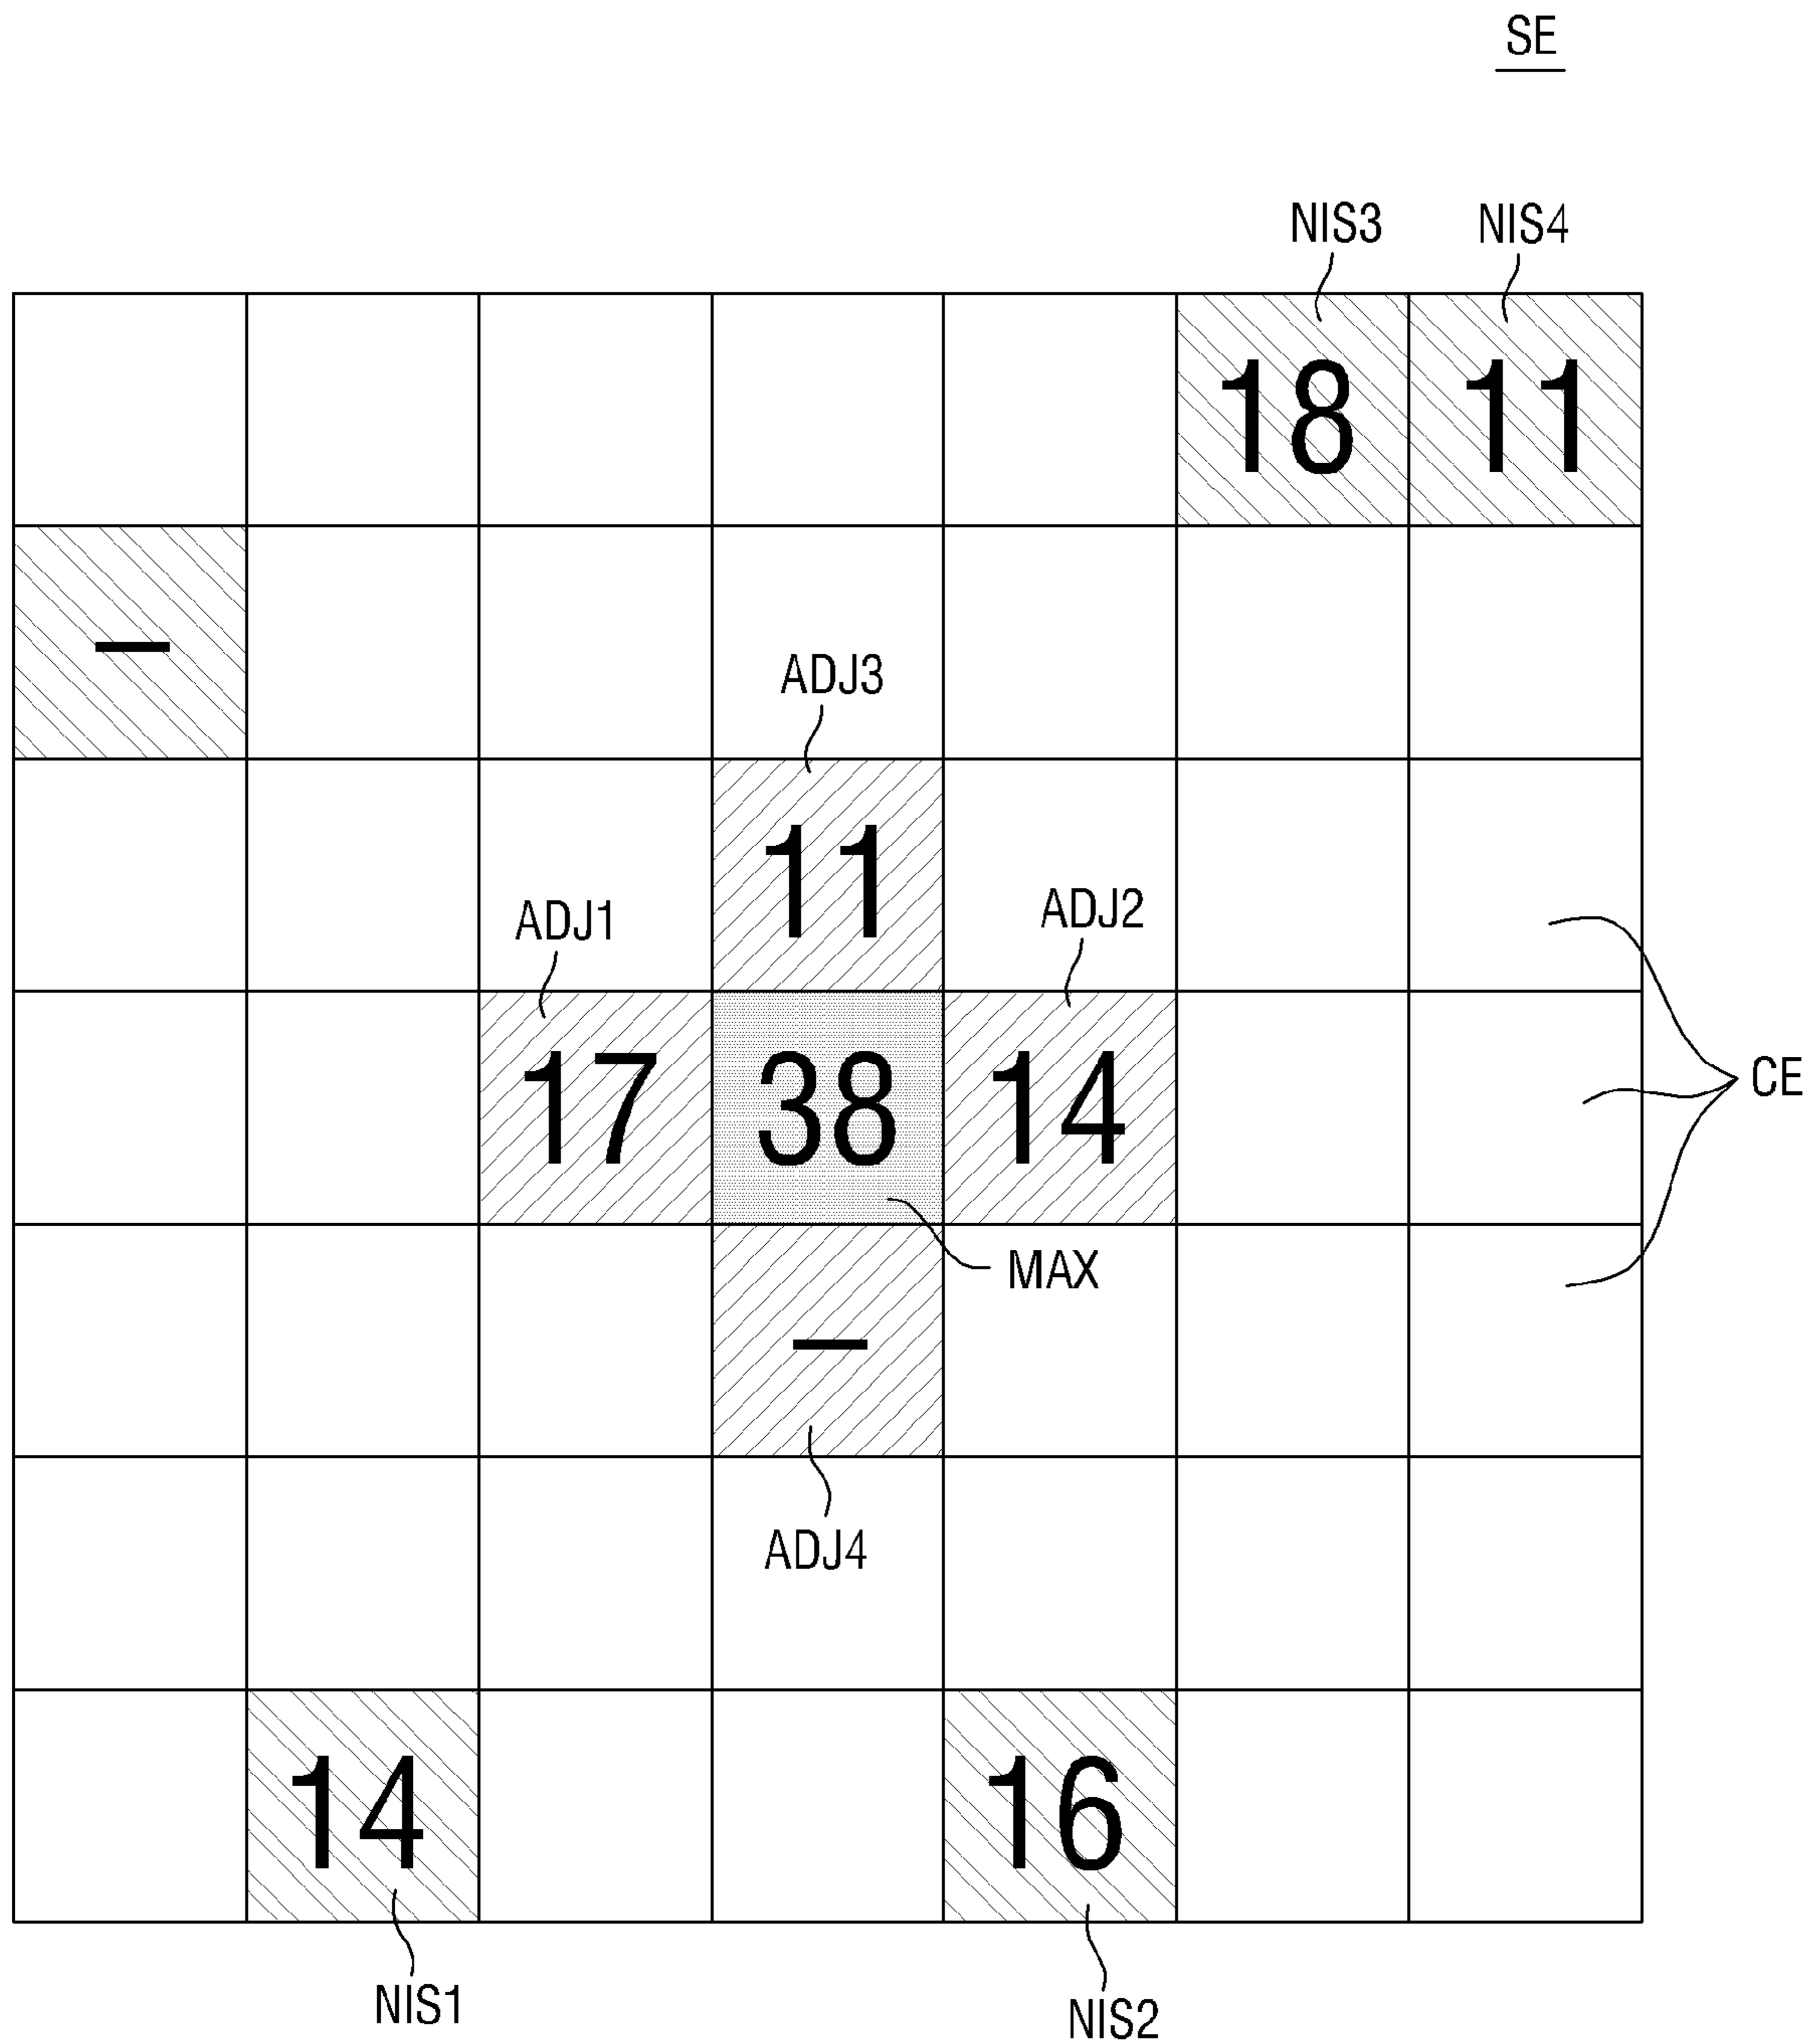 SE
NIS3 NIS4
18 11
–
ADJ3
11
ADJ1 ADJ2
17 38 14
CE
MAX
–
ADJ4
14 16
NIS1 NIS2